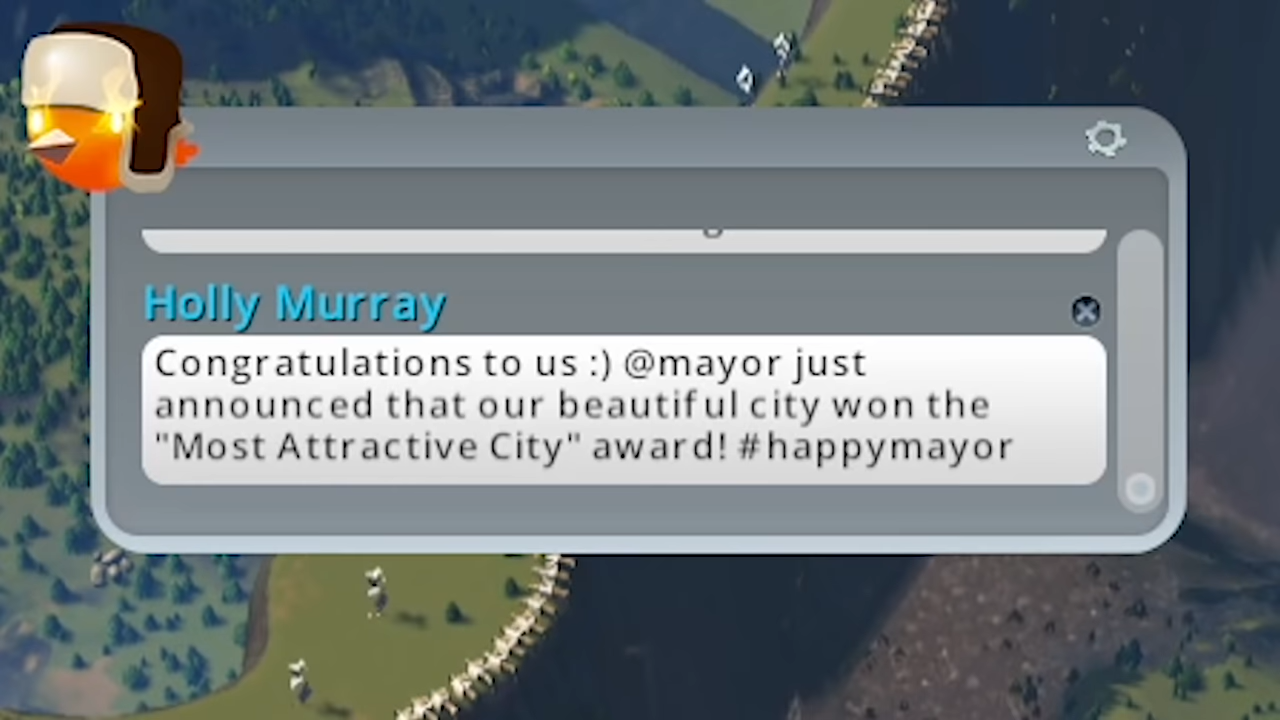 Holly Murray
Congratulations to us :) @mayor just
announced that our beautiful city won the
"Most Attractive City" award! #happymayor